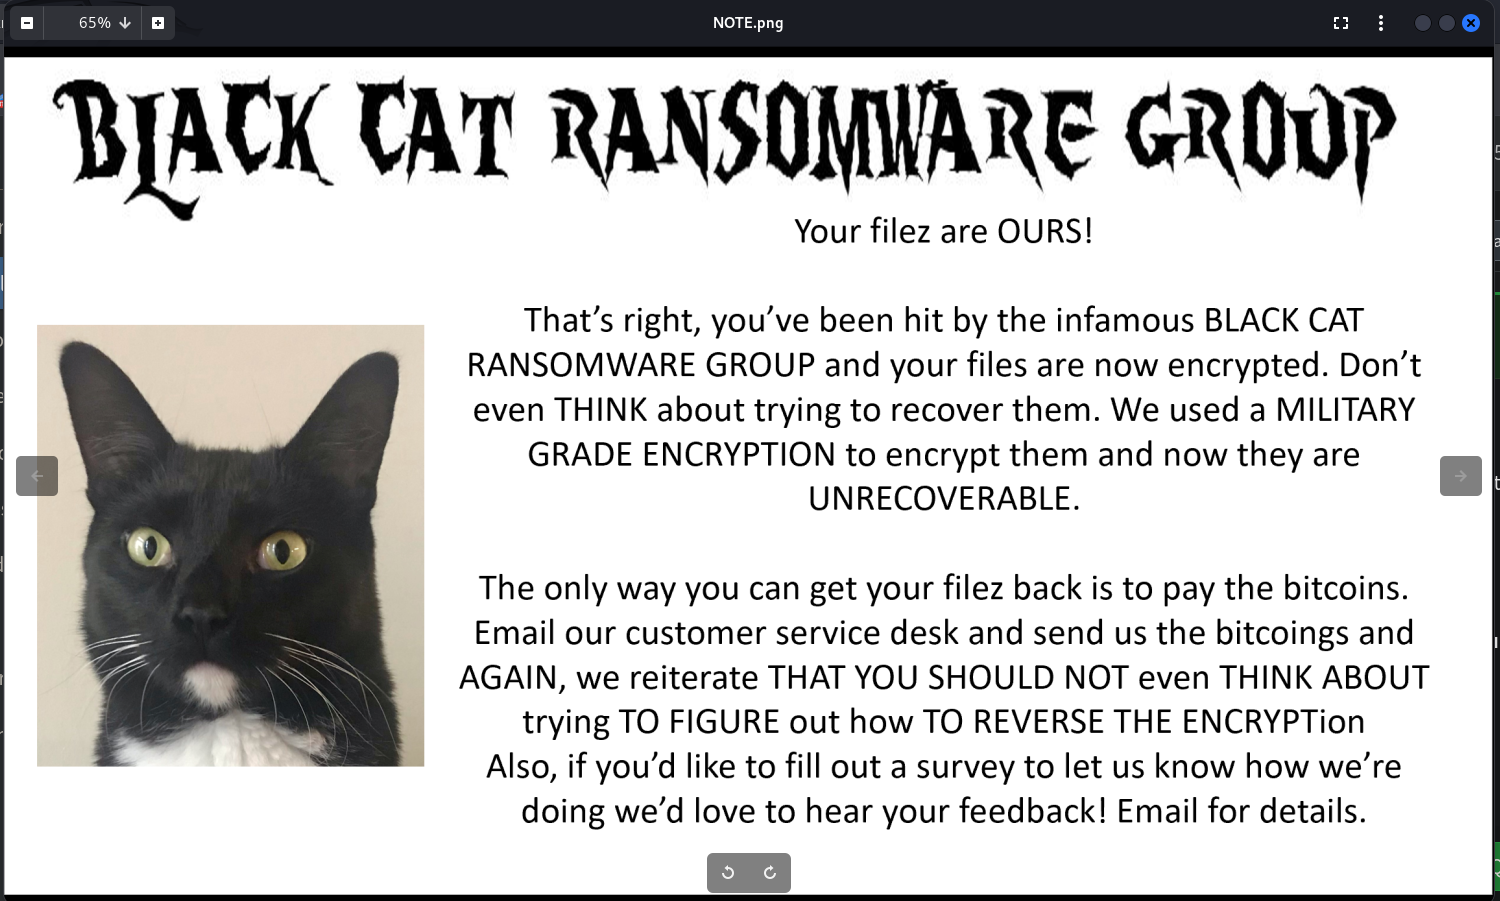 65%
NOTE.png
BLACK CAT RANSOMWARE GROUP
Your filez are OURS!
That’s right, you’ve been hit by the infamous BLACK CAT
RANSOMWARE GROUP and your files are now encrypted. Don’t
even THINK about trying to recover them. We used a MILITARY
GRADE ENCRYPTION to encrypt them and now they are
UNRECOVERABLE.
The only way you can get your filez back is to pay the bitcoins.
Email our customer service desk and send us the bitcoings and
AGAIN, we reiterate THAT YOU SHOULD NOT even THINK ABOUT
trying TO FIGURE out how TO REVERSE THE ENCRYPTion
Also, if you’d like to fill out a survey to let us know how we’re
doing we’d love to hear your feedback! Email for details.